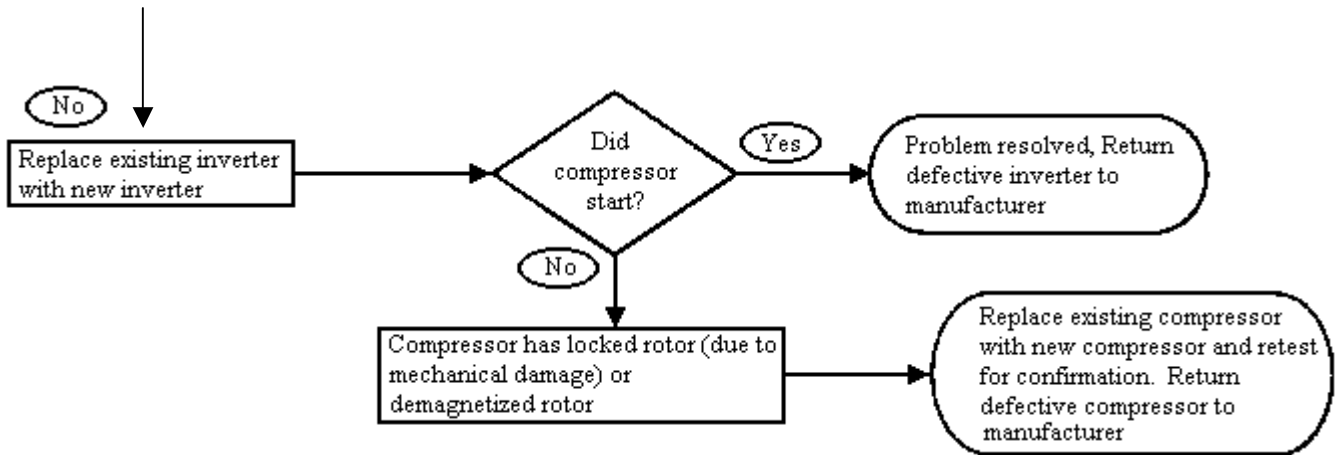 No
Replace existing inverter
with new inverter
Did
compressor
start?
Yes
Problem resolved, Return
defective inverter to
manufacturer
No
Compressor has locked rotor (due to
mechanical damage) or
demagnetized rotor
Replace existing compressor
with new compressor and retest
for confirmation. Return
defective compressor to
manufacturer